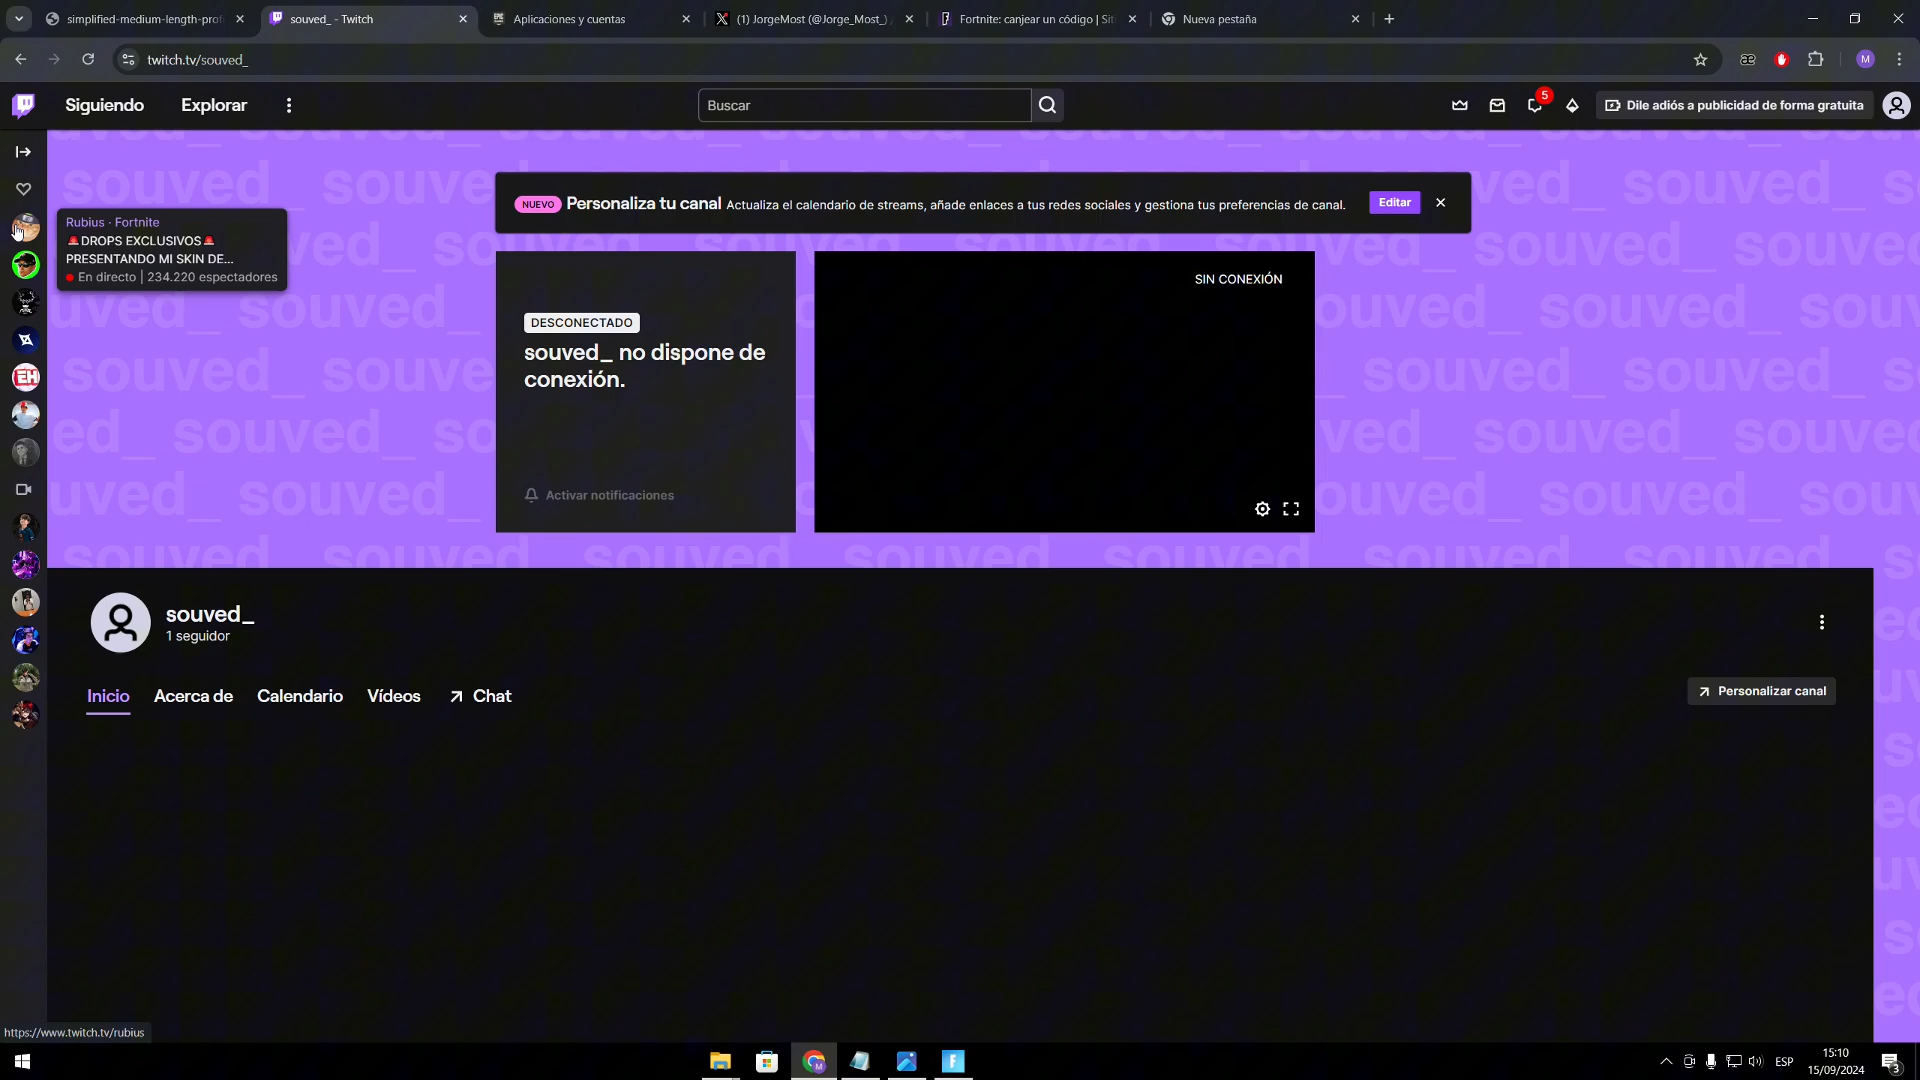 simplified-medium-length-prof
souved_ - Twitch
Aplicaciones y cuentas
(1) JorgeMost (@Jorge_Most_) /
Fortnite: canjear un código | Siti
Nueva pestaña
twitch.tv/souved_
Siguiendo
Explorar
Buscar
5
Dile adiós a publicidad de forma gratuita
NUEVO Personaliza tu canal Actualiza el calendario de streams, añade enlaces a tus redes sociales y gestiona tus preferencias de canal.
Editar
Rubius · Fortnite
🚨DROPS EXCLUSIVOS🚨
PRESENTANDO MI SKIN DE...
En directo | 234.220 espectadores
SIN CONEXIÓN
DESCONECTADO
souved_ no dispone de
conexión.
Activar notificaciones
souved_
1 seguidor
Inicio
Acerca de
Calendario
Vídeos
Chat
Personalizar canal
https://www.twitch.tv/rubius
ESP
15:10
15/09/2024
3